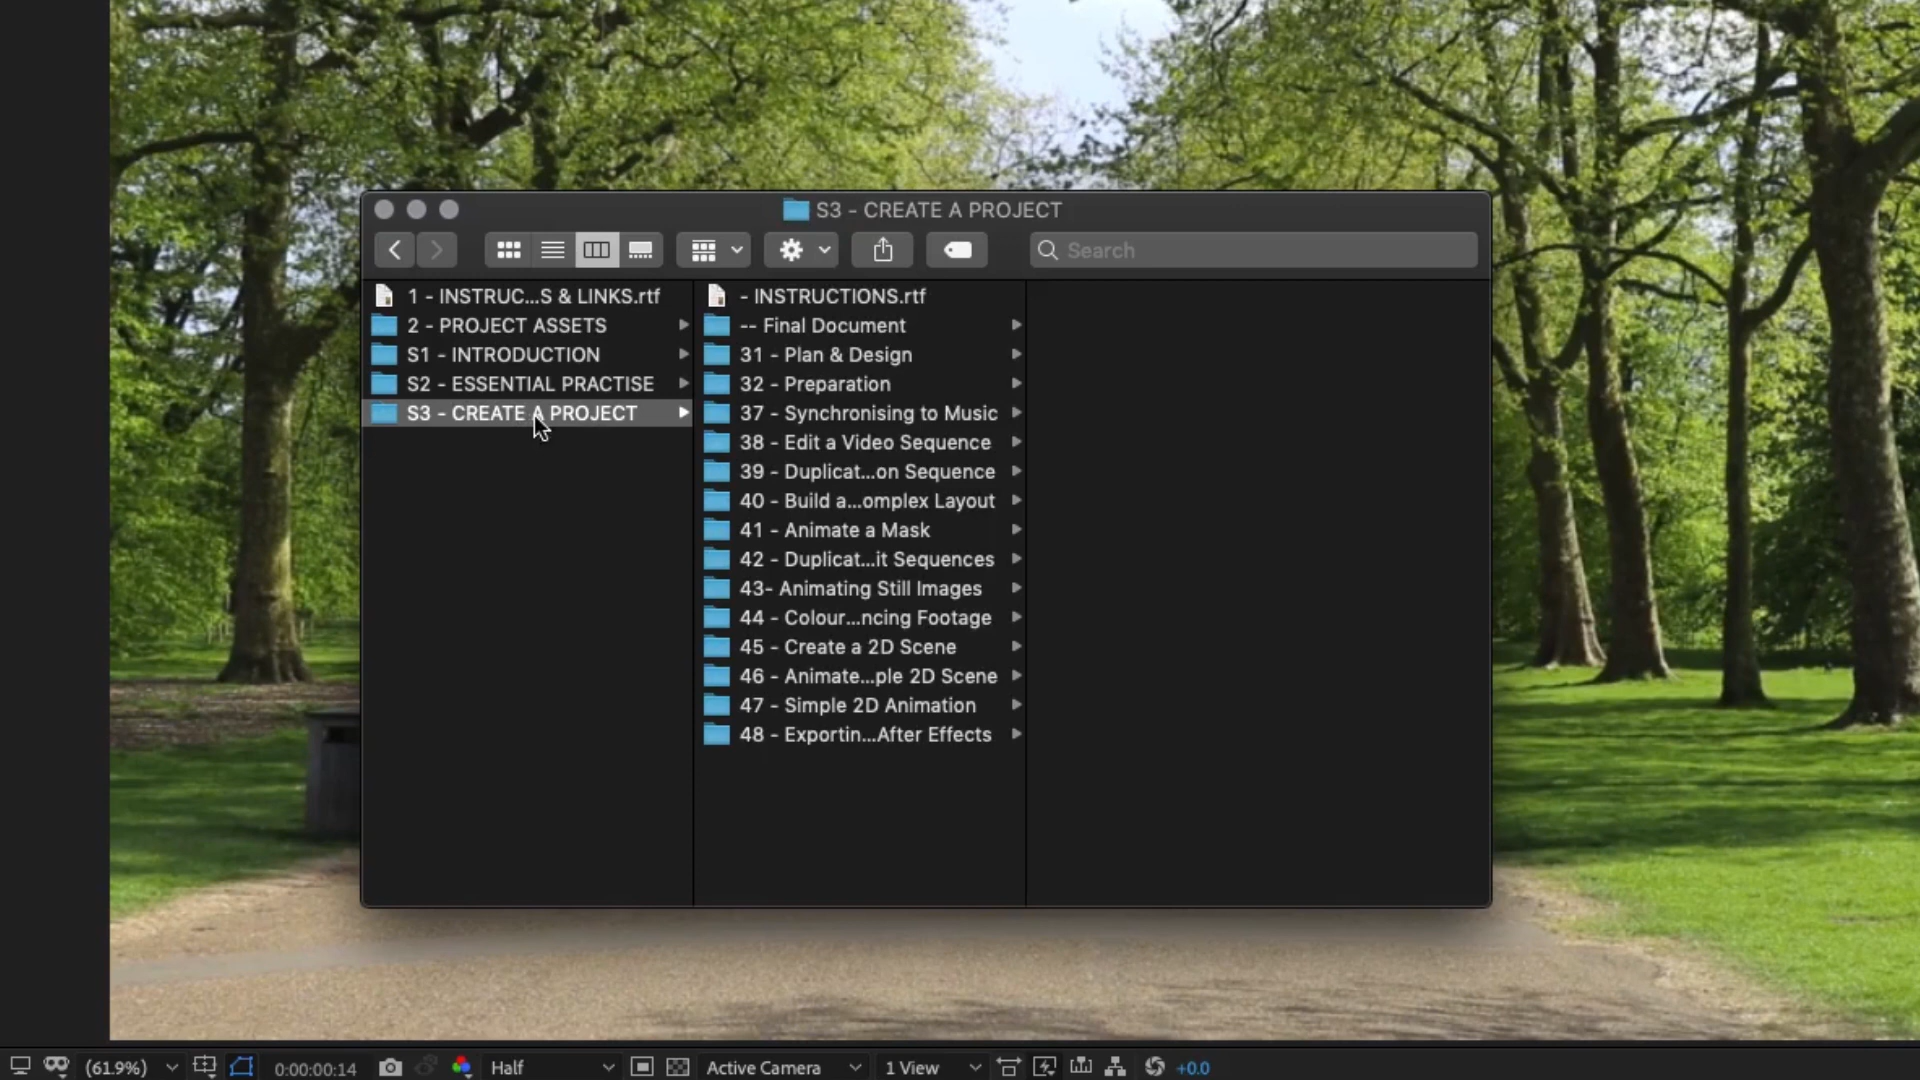 S3 - CREATE A PROJECT
Search
1 - INSTRUC...S & LINKS.rtf
2 - PROJECT ASSETS
S1 - INTRODUCTION
S2 - ESSENTIAL PRACTISE
S3 - CREATE A PROJECT
- INSTRUCTIONS.rtf
-- Final Document
31 - Plan & Design
32 - Preparation
37 - Synchronising to Music
38 - Edit a Video Sequence
39 - Duplicat...on Sequence
40 - Build a...omplex Layout
41 - Animate a Mask
42 - Duplicat...it Sequences
43- Animating Still Images
44 - Colour...ncing Footage
45 - Create a 2D Scene
46 - Animate...ple 2D Scene
47 - Simple 2D Animation
48 - Exportin...After Effects
(61.9%) 0:00:00:14 Half Active Camera 1 View +0.0